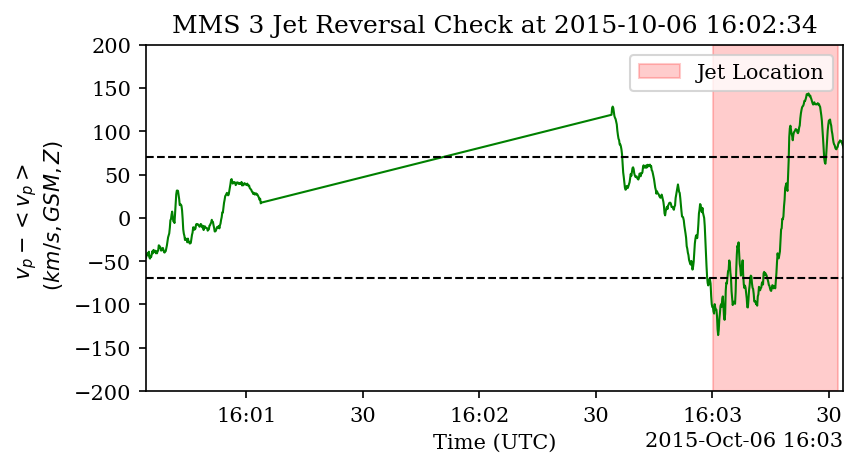 MMS 3 Jet Reversal Check at 2015-10-06 16:02:34
200
150
100
50
0
−50
−100
−150
−200
v_p − < v_p >
(km/s, GSM, Z)
Jet Location
16:01 30 16:02 30 16:03 30
Time (UTC)
2015-Oct-06 16:03